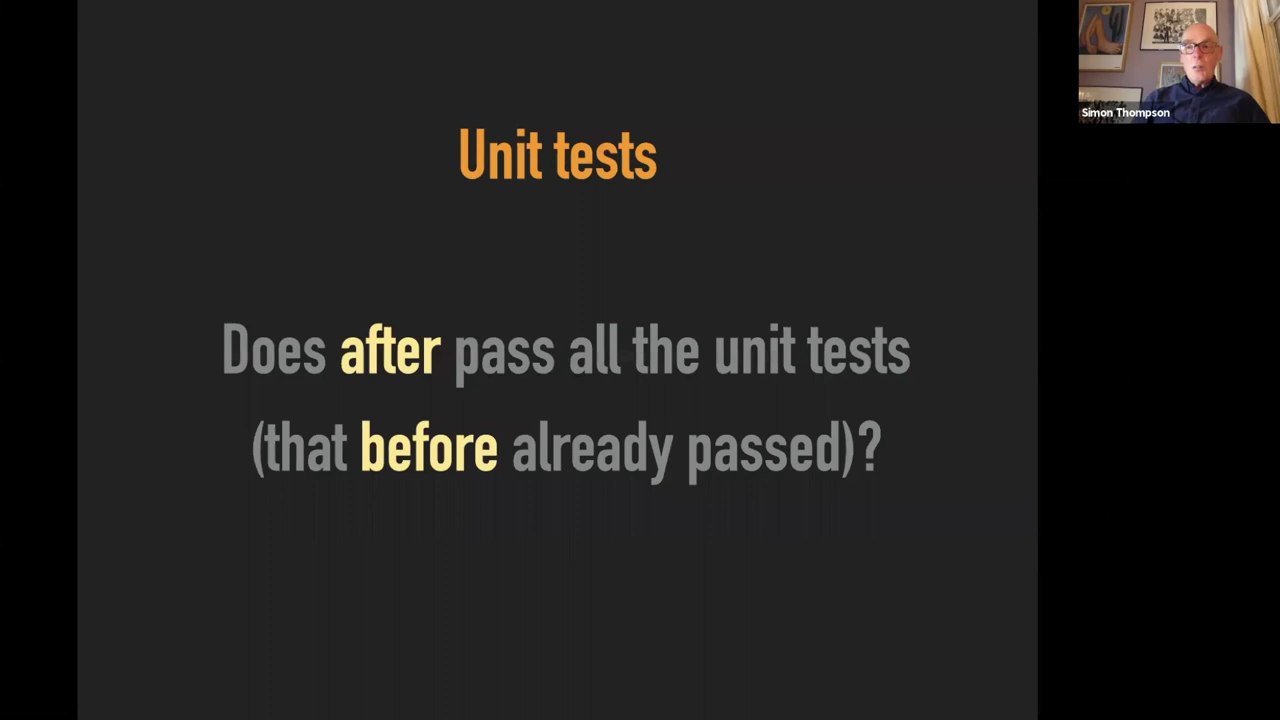 Unit tests
Does after pass all the unit tests
(that before already passed)?
Simon Thompson